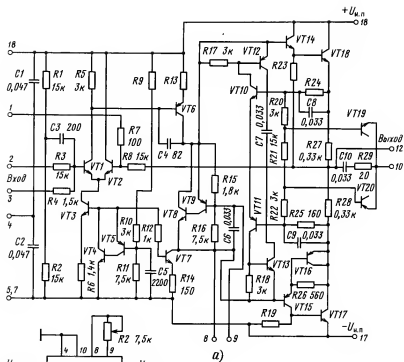 +Uи.п
18
18
C1
0,047
R1
15к
R5
3к
R9
R13
R17 3к
VT12
VT14
VT18
R23
VT10
R24
VT6
1
R7
100
C3 200
C4 82
R20
3к
C7 0,033
C8
0,033
VT19
Выход
12
2
R3
15к
VT1
VT2
R8 15к
R21 15к
R27
0,33к
C10
0,033
R29
20
10
Вход
3
4
R4 1,5к
VT3
R15
1,8к
VT9
VT8
VT11
R22 3к
VT20
R28
0,33к
R25 160
C2
0,047
R2
15к
R6 1,4к
VT4
VT5
R10
3к
R12
1к
R11
7,5к
C5
2200
VT7
R14
150
R16
7,5к
C6 0,033
C9
0,033
VT13
VT16
R18
3к
R26 560
VT15
VT17
5,7
R19
-Uи.п
17
8
9
а)
4
10
8
9
R2 7,5к